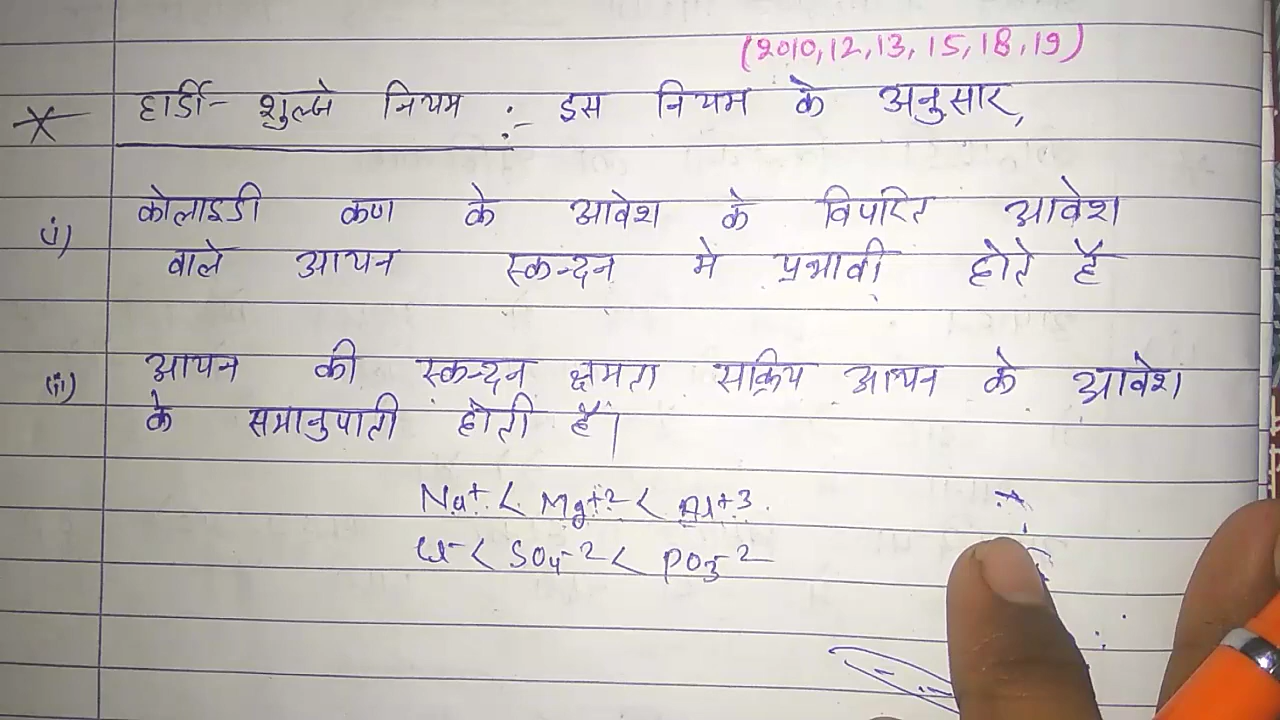 (2010, 12, 13, 15, 18, 19)
हार्डी- शुल्जे नियम :- इस नियम के अनुसार,
i) कोलाइडी कण के आवेश के विपरित आवेश
वाले आयन स्कन्दन मे प्रभावी होते है
(ii) आयन की स्कन्दन क्षमता सक्रिय आयन के आवेश
के समानुपाती होती है।
Na+ < Mg+2 < Al+3
Cl- < SO4-2 < PO3-2